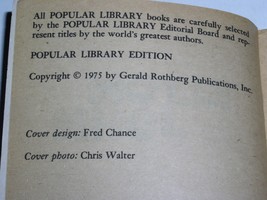 All POPULAR LIBRARY books are carefully selected
by the POPULAR LIBRARY Editorial Board and rep-
resent titles by the world's greatest authors.
POPULAR LIBRARY EDITION
Copyright © 1975 by Gerald Rothberg Publications, Inc.
Cover design: Fred Chance
Cover photo: Chris Walter